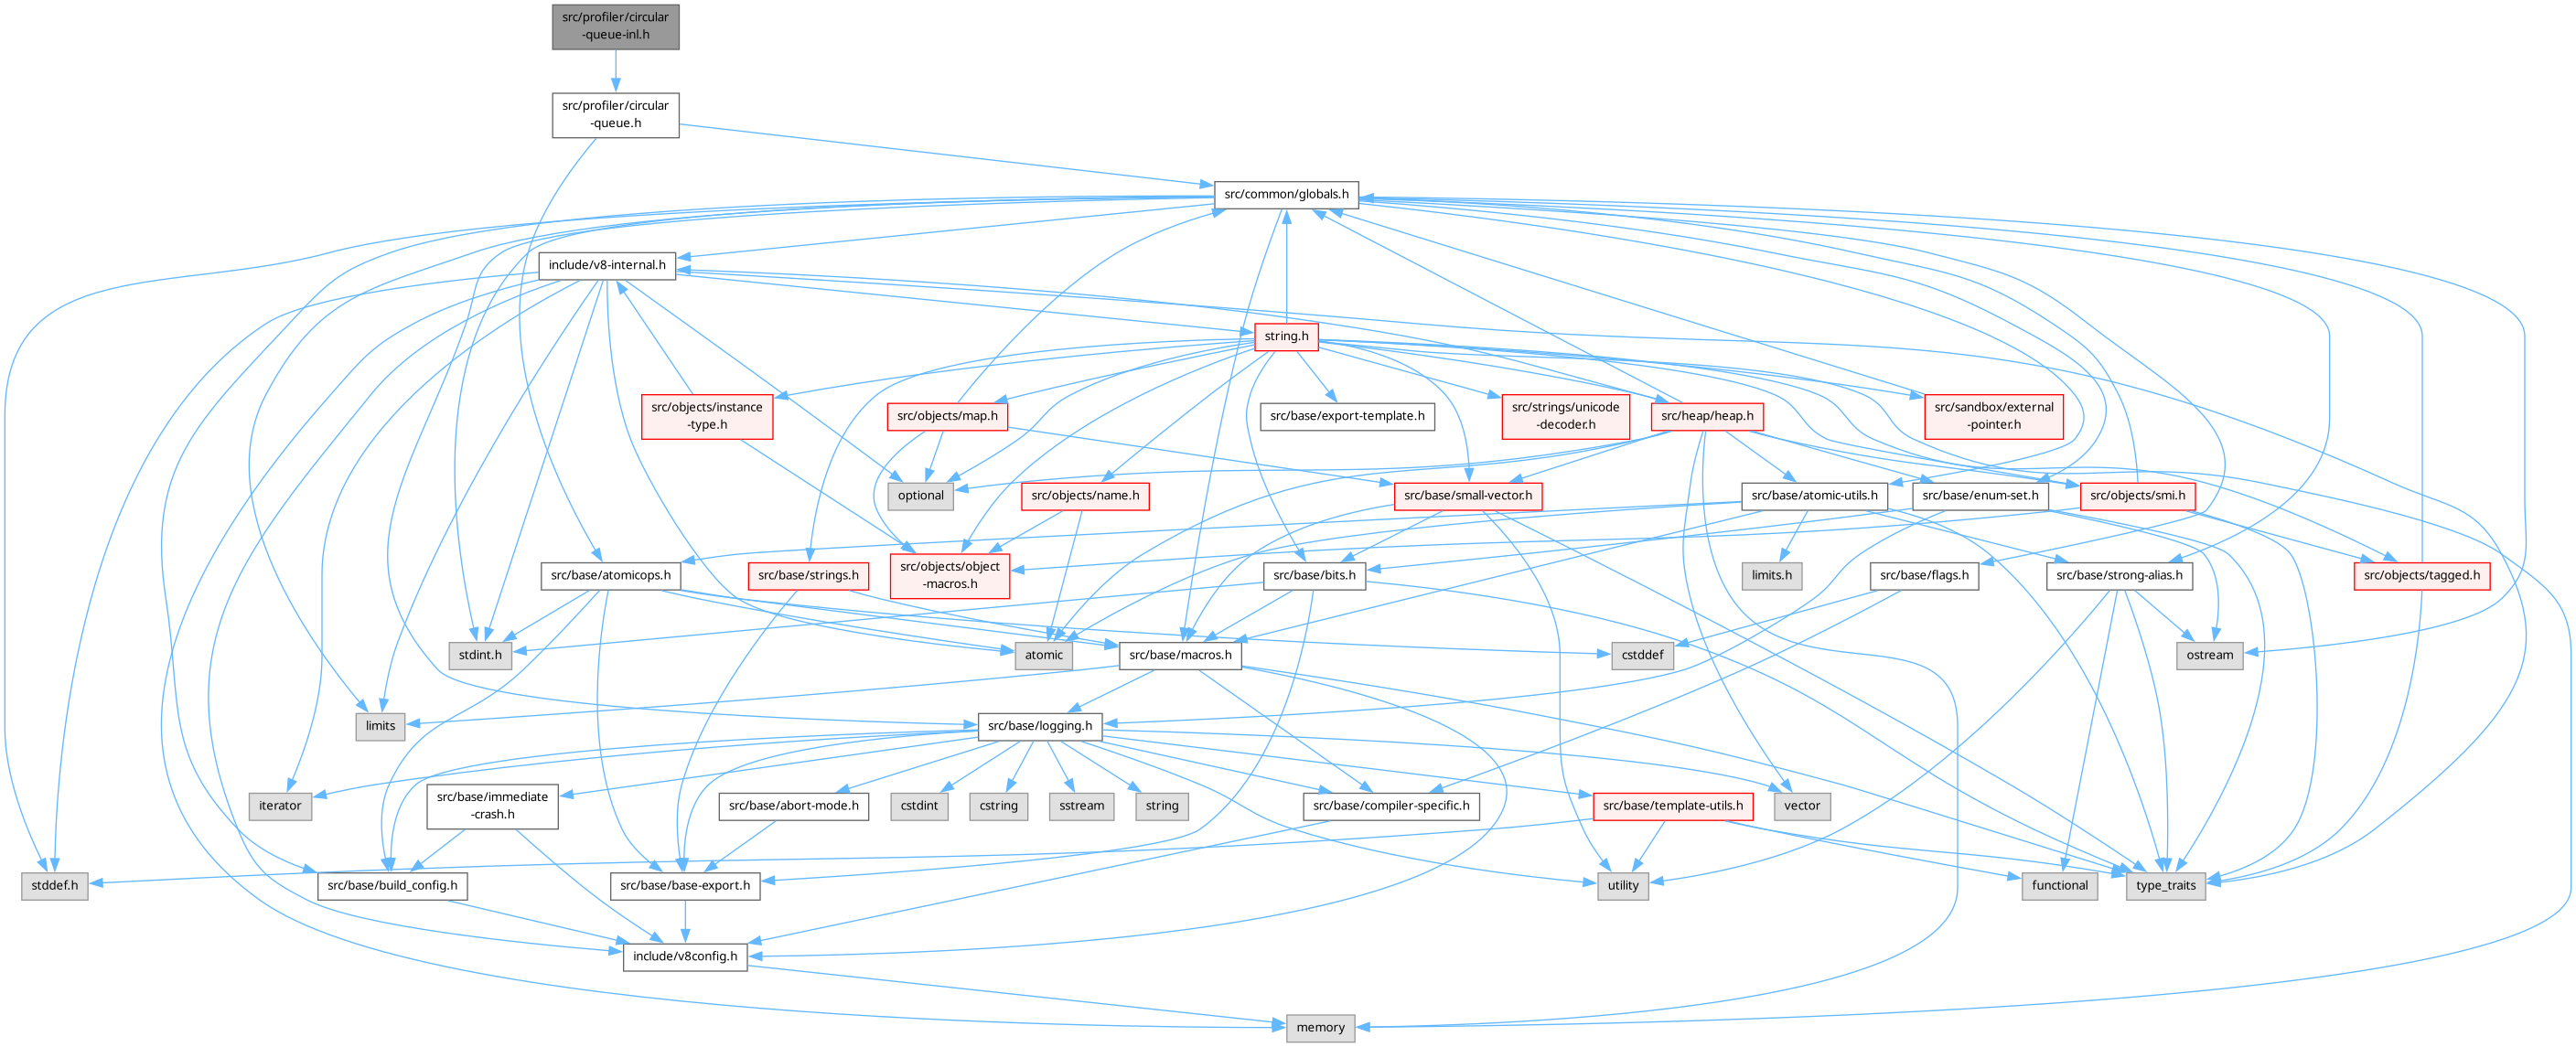 src/profiler/circular
-queue-inl.h
src/profiler/circular
-queue.h
src/common/globals.h
include/v8-internal.h
string.h
src/objects/instance
-type.h
src/objects/map.h
src/base/export-template.h
src/strings/unicode
-decoder.h
src/heap/heap.h
src/sandbox/external
-pointer.h
optional
src/objects/name.h
src/base/small-vector.h
src/base/atomic-utils.h
src/base/enum-set.h
src/objects/smi.h
src/base/atomicops.h
src/base/strings.h
src/objects/object
-macros.h
src/base/bits.h
limits.h
src/base/flags.h
src/base/strong-alias.h
src/objects/tagged.h
stdint.h
atomic
src/base/macros.h
cstddef
ostream
limits
src/base/logging.h
iterator
src/base/immediate
-crash.h
src/base/abort-mode.h
cstdint
cstring
sstream
string
src/base/compiler-specific.h
src/base/template-utils.h
vector
stddef.h
src/base/build_config.h
src/base/base-export.h
utility
functional
type_traits
include/v8config.h
memory